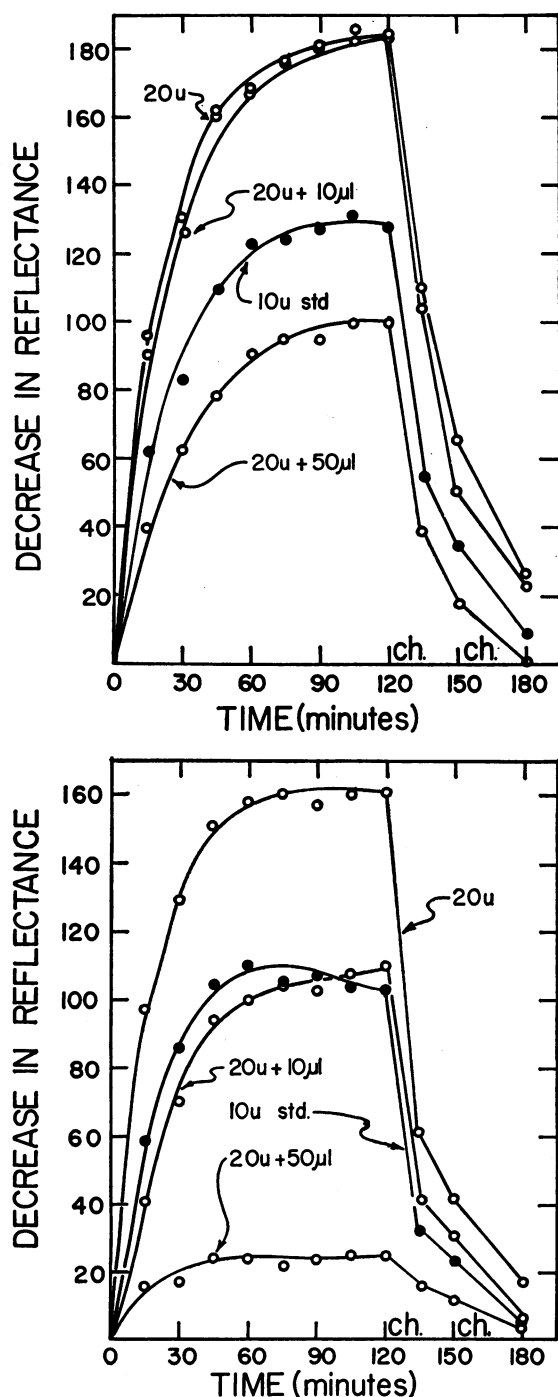 DECREASE IN REFLECTANCE
180
160
140
120
100
80
60
40
20
20u
20u + 10µl
10u std
20u + 50µl
ch. ch.
0 30 60 90 120 150 180
TIME (minutes)
DECREASE IN REFLECTANCE
160
140
120
100
80
60
40
20
20u
20u + 10µl
10u std.
20u + 50µl
ch. ch.
0 30 60 90 120 150 180
TIME (minutes)